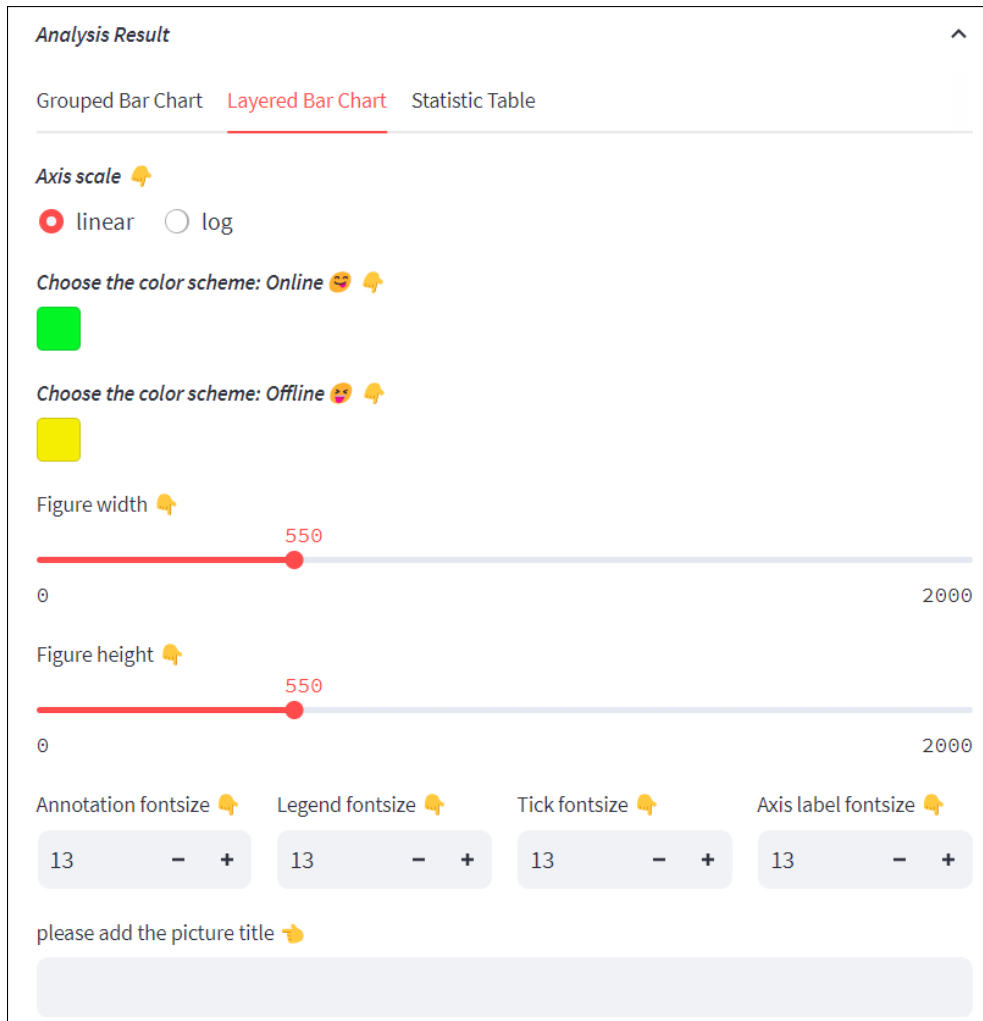 Analysis Result
Grouped Bar Chart Layered Bar Chart Statistic Table
Axis scale 👇
linear log
Choose the color scheme: Online 😋 👇
Choose the color scheme: Offline 😝 👇
Figure width 👇
550
0 2000
Figure height 👇
550
0 2000
Annotation fontsize 👇 Legend fontsize 👇 Tick fontsize 👇 Axis label fontsize 👇
13 − + 13 − + 13 − + 13 − +
please add the picture title 👈